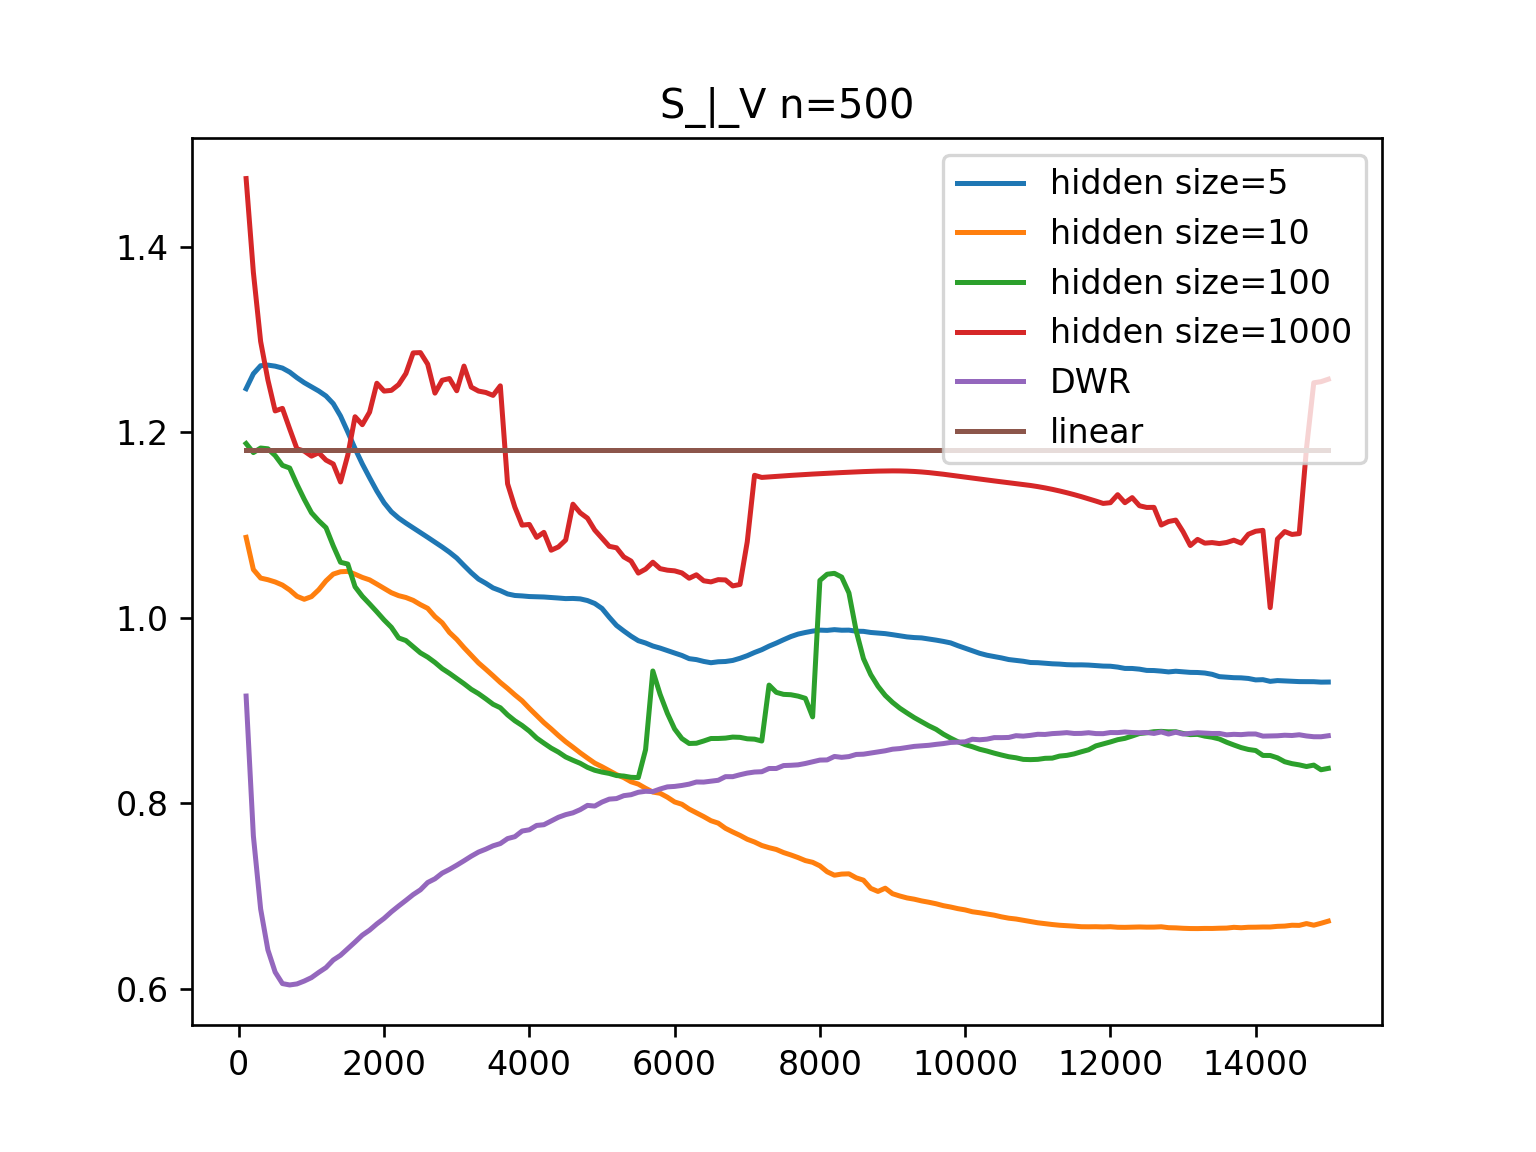 S_|_V n=500
hidden size=5
hidden size=10
hidden size=100
hidden size=1000
DWR
linear
1.4
1.2
1.0
0.8
0.6
0 2000 4000 6000 8000 10000 12000 14000